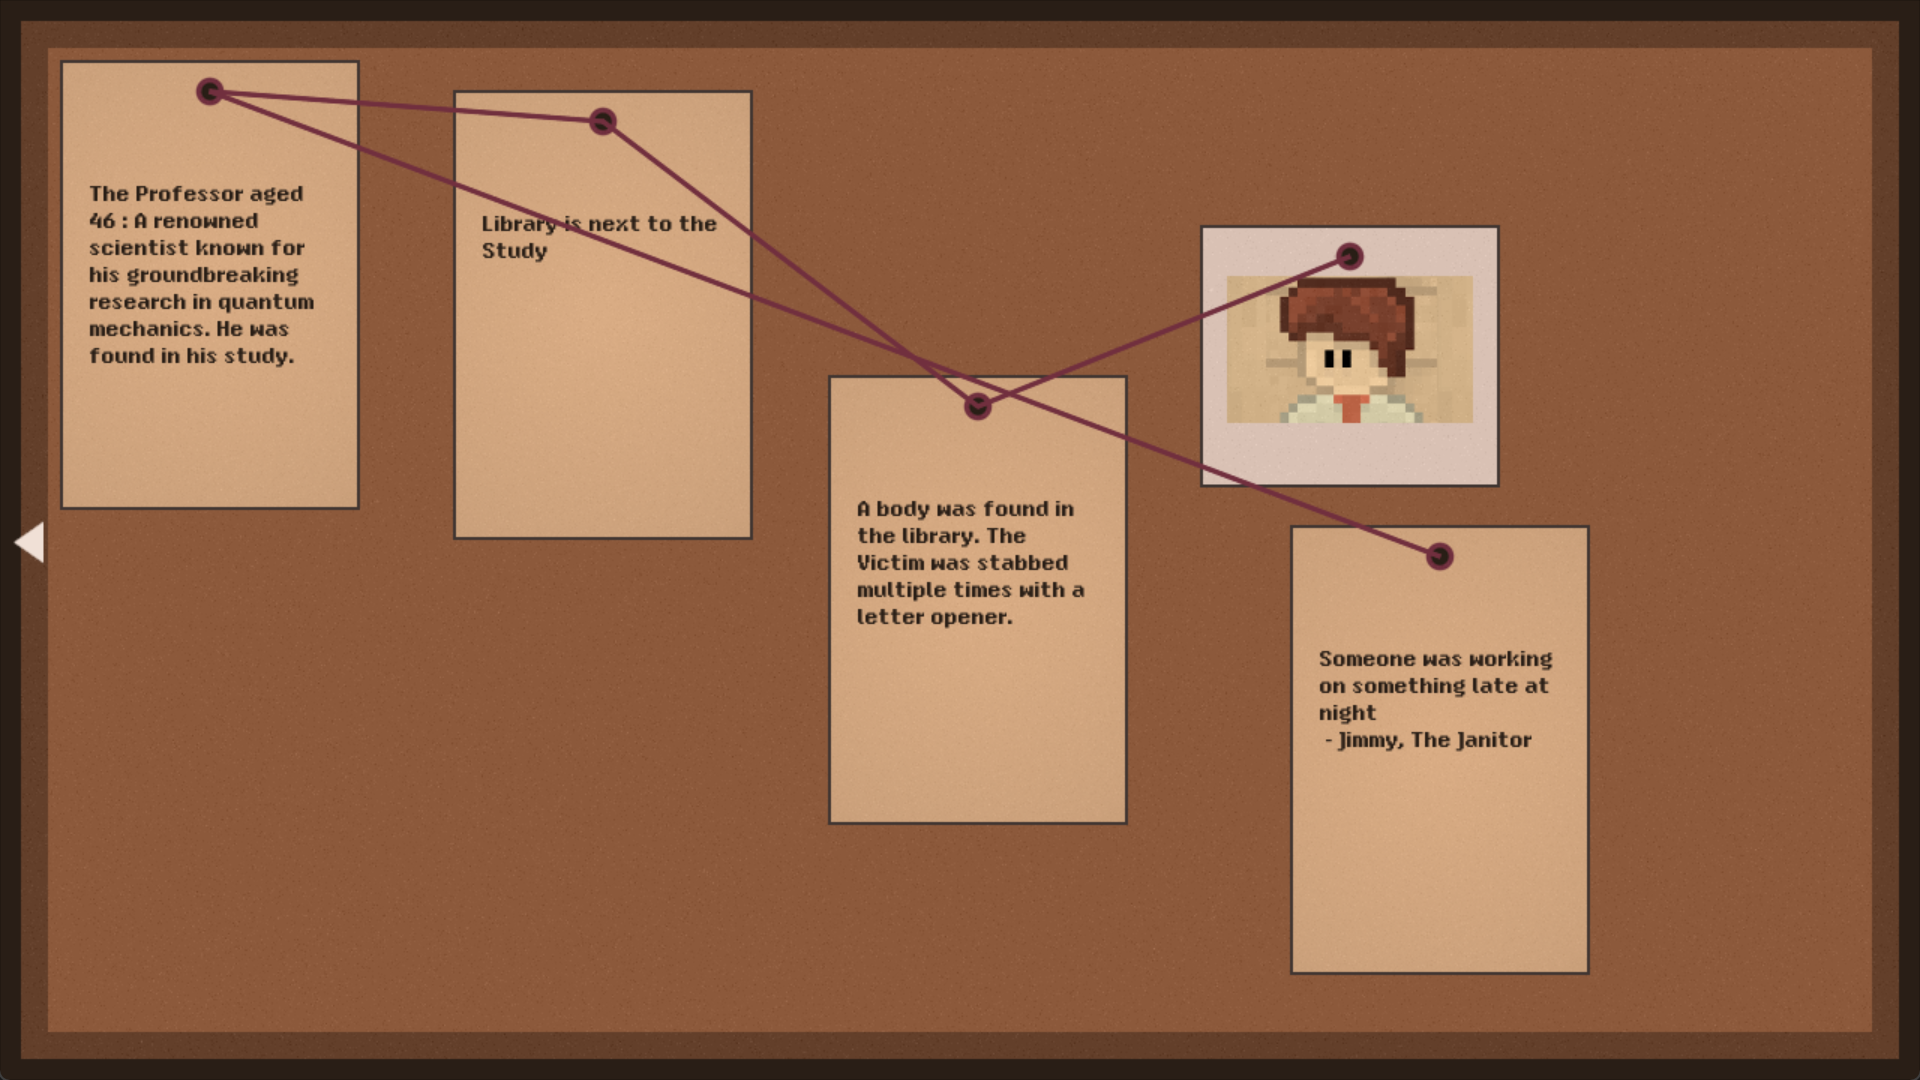 The Professor aged
46 : A renowned
scientist known for
his groundbreaking
research in quantum
mechanics. He was
found in his study.
Library is next to the
Study
A body was found in
the library. The
Victim was stabbed
multiple times with a
letter opener.
Someone was working
on something late at
night
- Jimmy, The Janitor